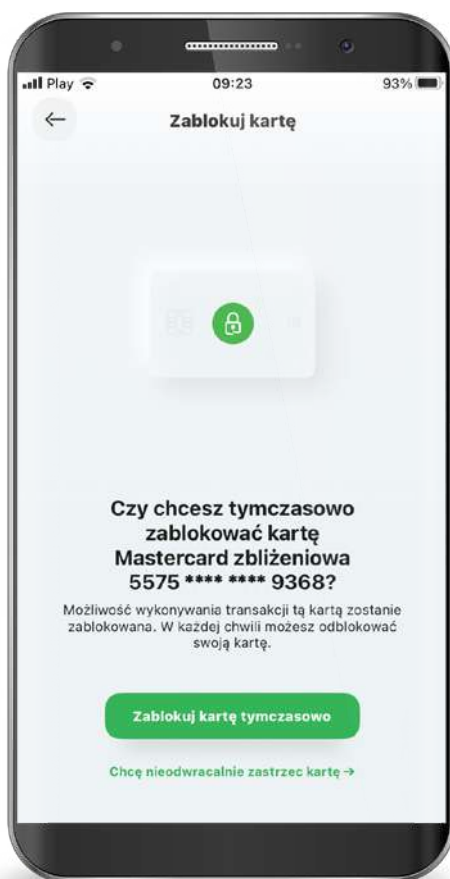 Play
09:23
93%
Zablokuj kartę
Czy chcesz tymczasowo
zablokować kartę
Mastercard zbliżeniowa
5575 **** **** 9368?
Możliwość wykonywania transakcji tą kartą zostanie
zablokowana. W każdej chwili możesz odblokować
swoją kartę.
Zablokuj kartę tymczasowo
Chcę nieodwracalnie zastrzec kartę →